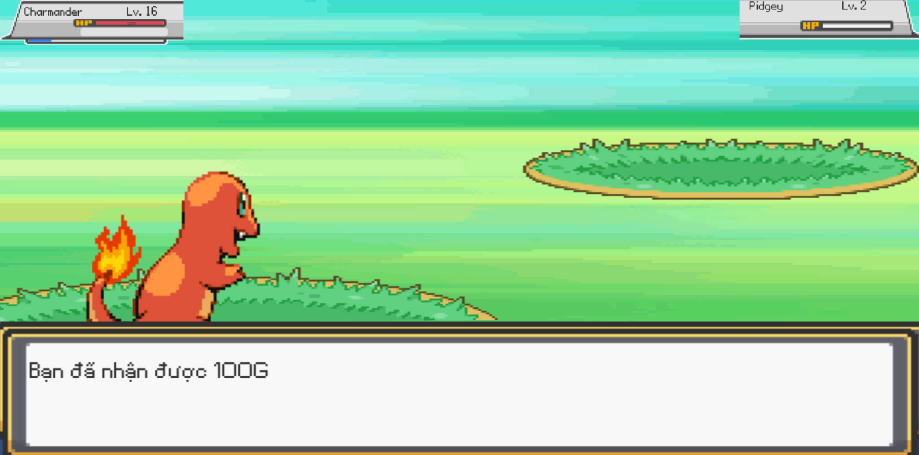 Charmander Lv. 16
HP
Pidgey Lv. 2
HP
Bạn đã nhận được 100G